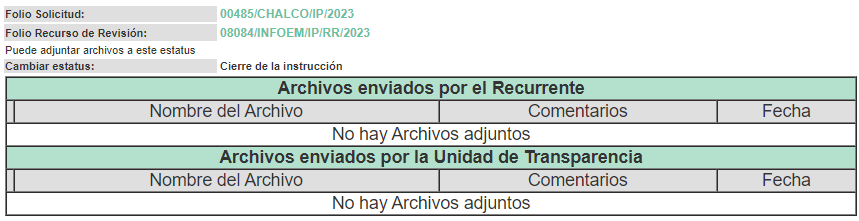 Folio Solicitud: 00485/CHALCO/IP/2023
Folio Recurso de Revisión: 08084/INFOEM/IP/RR/2023
Puede adjuntar archivos a este estatus
Cambiar estatus: Cierre de la instrucción
Archivos enviados por el Recurrente
Nombre del Archivo Comentarios Fecha
No hay Archivos adjuntos
Archivos enviados por la Unidad de Transparencia
Nombre del Archivo Comentarios Fecha
No hay Archivos adjuntos